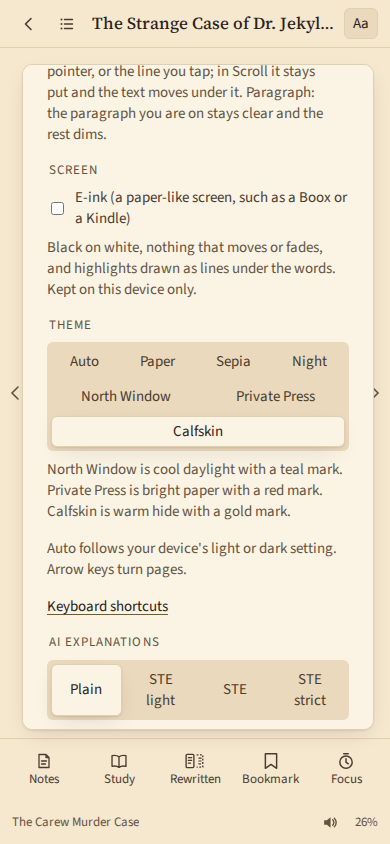 The Strange Case of Dr. Jekyl...
Aa
pointer, or the line you tap; in Scroll it stays
put and the text moves under it. Paragraph:
the paragraph you are on stays clear and the
rest dims.
SCREEN
E-ink (a paper-like screen, such as a Boox or
a Kindle)
Black on white, nothing that moves or fades,
and highlights drawn as lines under the words.
Kept on this device only.
THEME
Auto Paper Sepia Night
North Window Private Press
Calfskin
North Window is cool daylight with a teal mark.
Private Press is bright paper with a red mark.
Calfskin is warm hide with a gold mark.
Auto follows your device's light or dark setting.
Arrow keys turn pages.
Keyboard shortcuts
AI EXPLANATIONS
Plain STE light STE STE strict
Notes Study Rewritten Bookmark Focus
The Carew Murder Case 26%